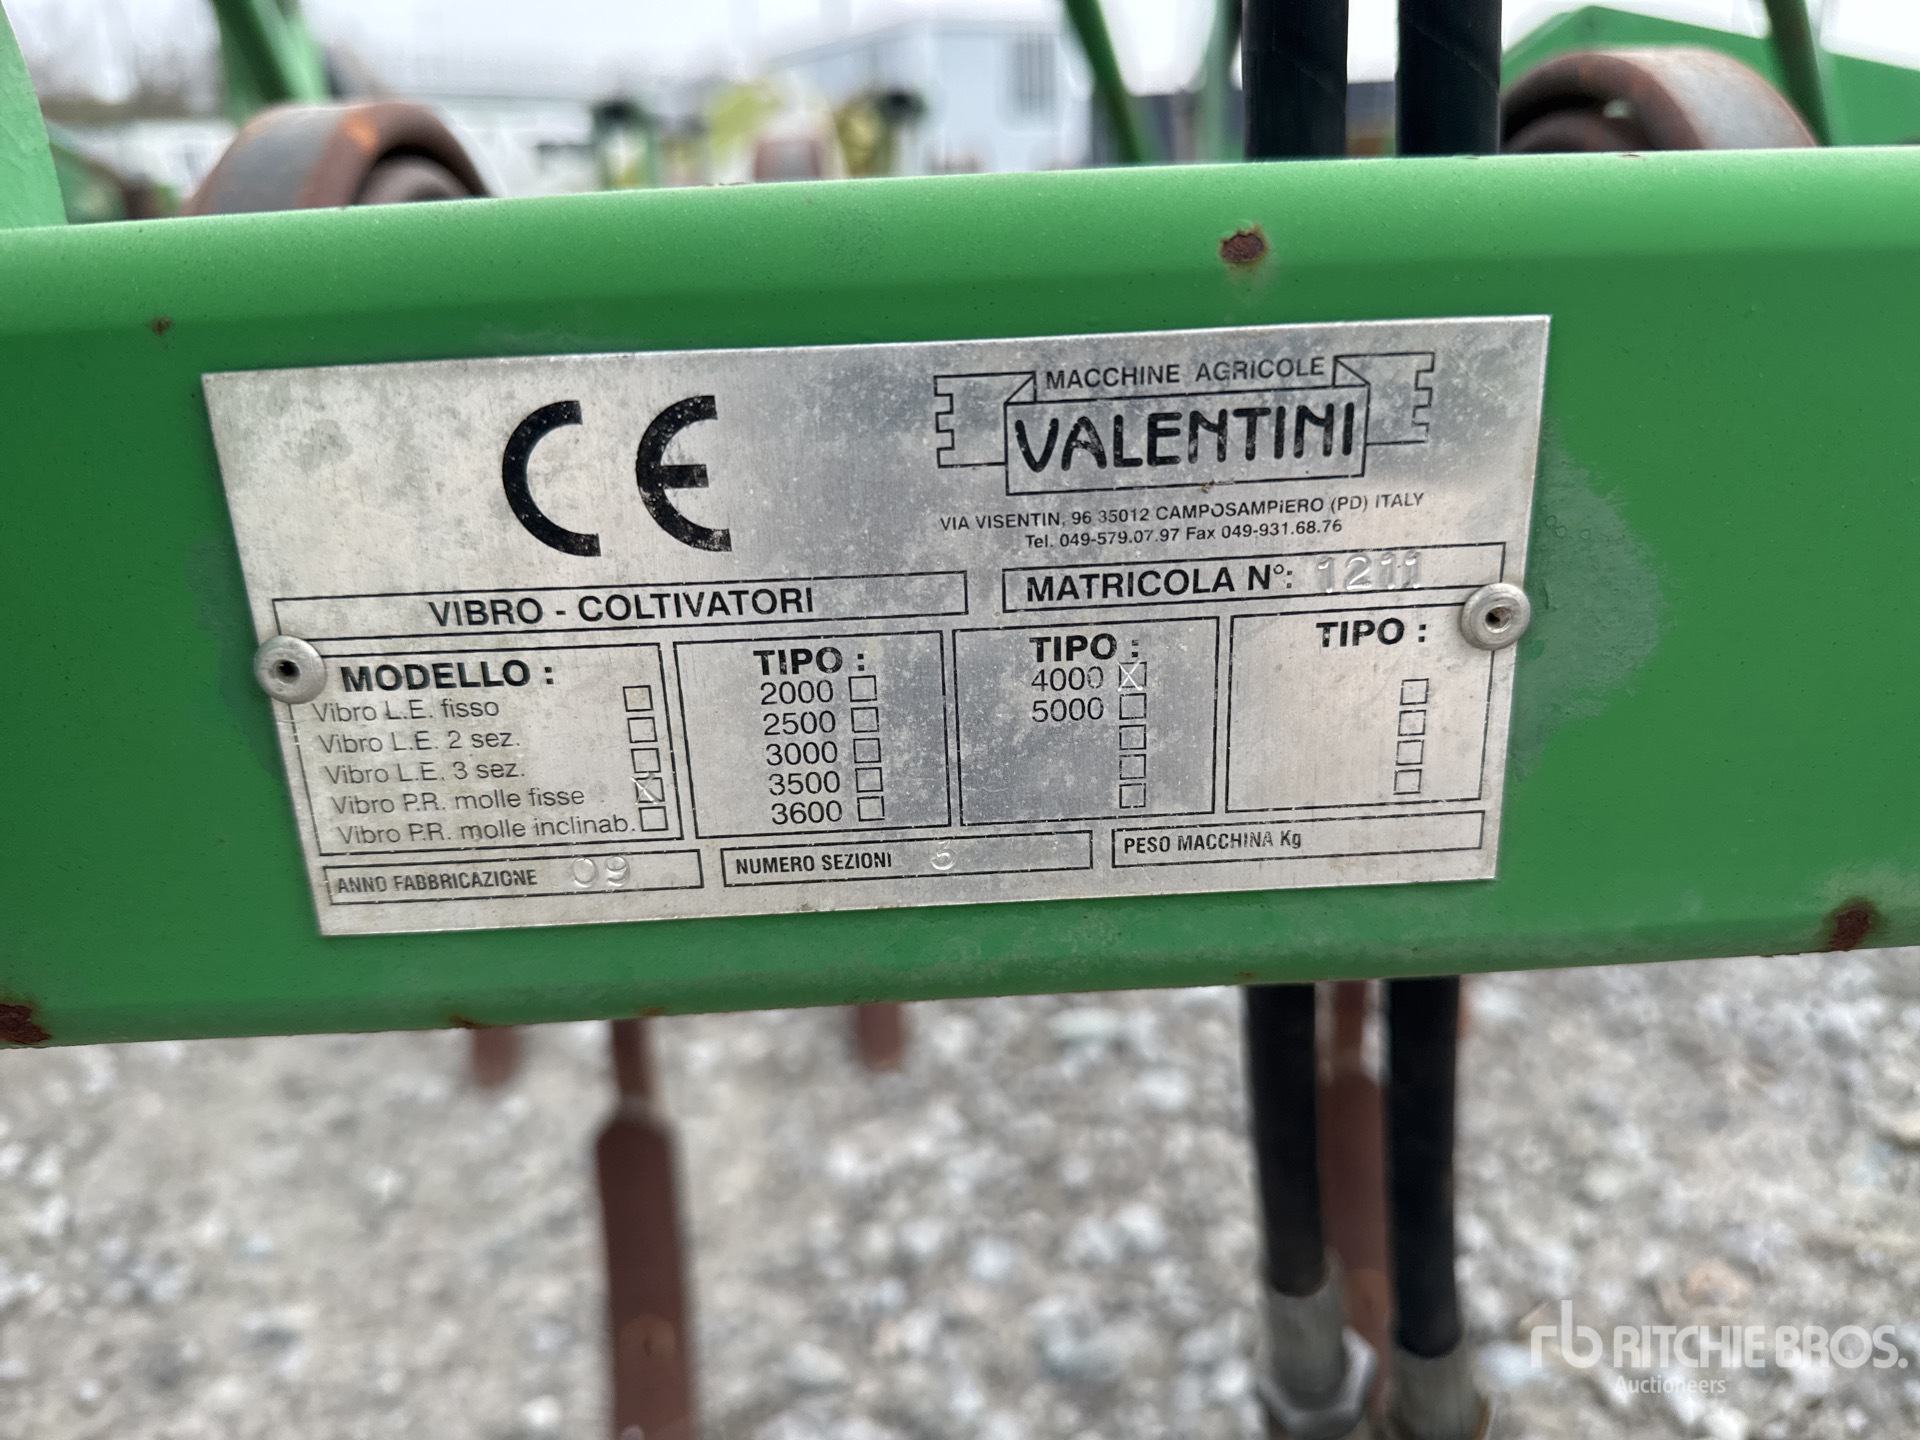 CE
MACCHINE AGRICOLE
VALENTINI
VIA VISENTIN, 96 35012 CAMPOSAMPiERO (PD) ITALY
Tel. 049-579.07.97 Fax 049-931.68.76
VIBRO - COLTIVATORI
MATRICOLA N°: 1211
MODELLO :
Vibro L.E. fisso
Vibro L.E. 2 sez.
Vibro L.E. 3 sez.
Vibro P.R. molle fisse
Vibro P.R. molle inclinab.
TIPO :
2000
2500
3000
3500
3600
TIPO :
4000
5000
TIPO :
ANNO FABBRICAZIONE 09
NUMERO SEZIONI 3
PESO MACCHINA Kg
rb RITCHIE BROS.
Auctioneers